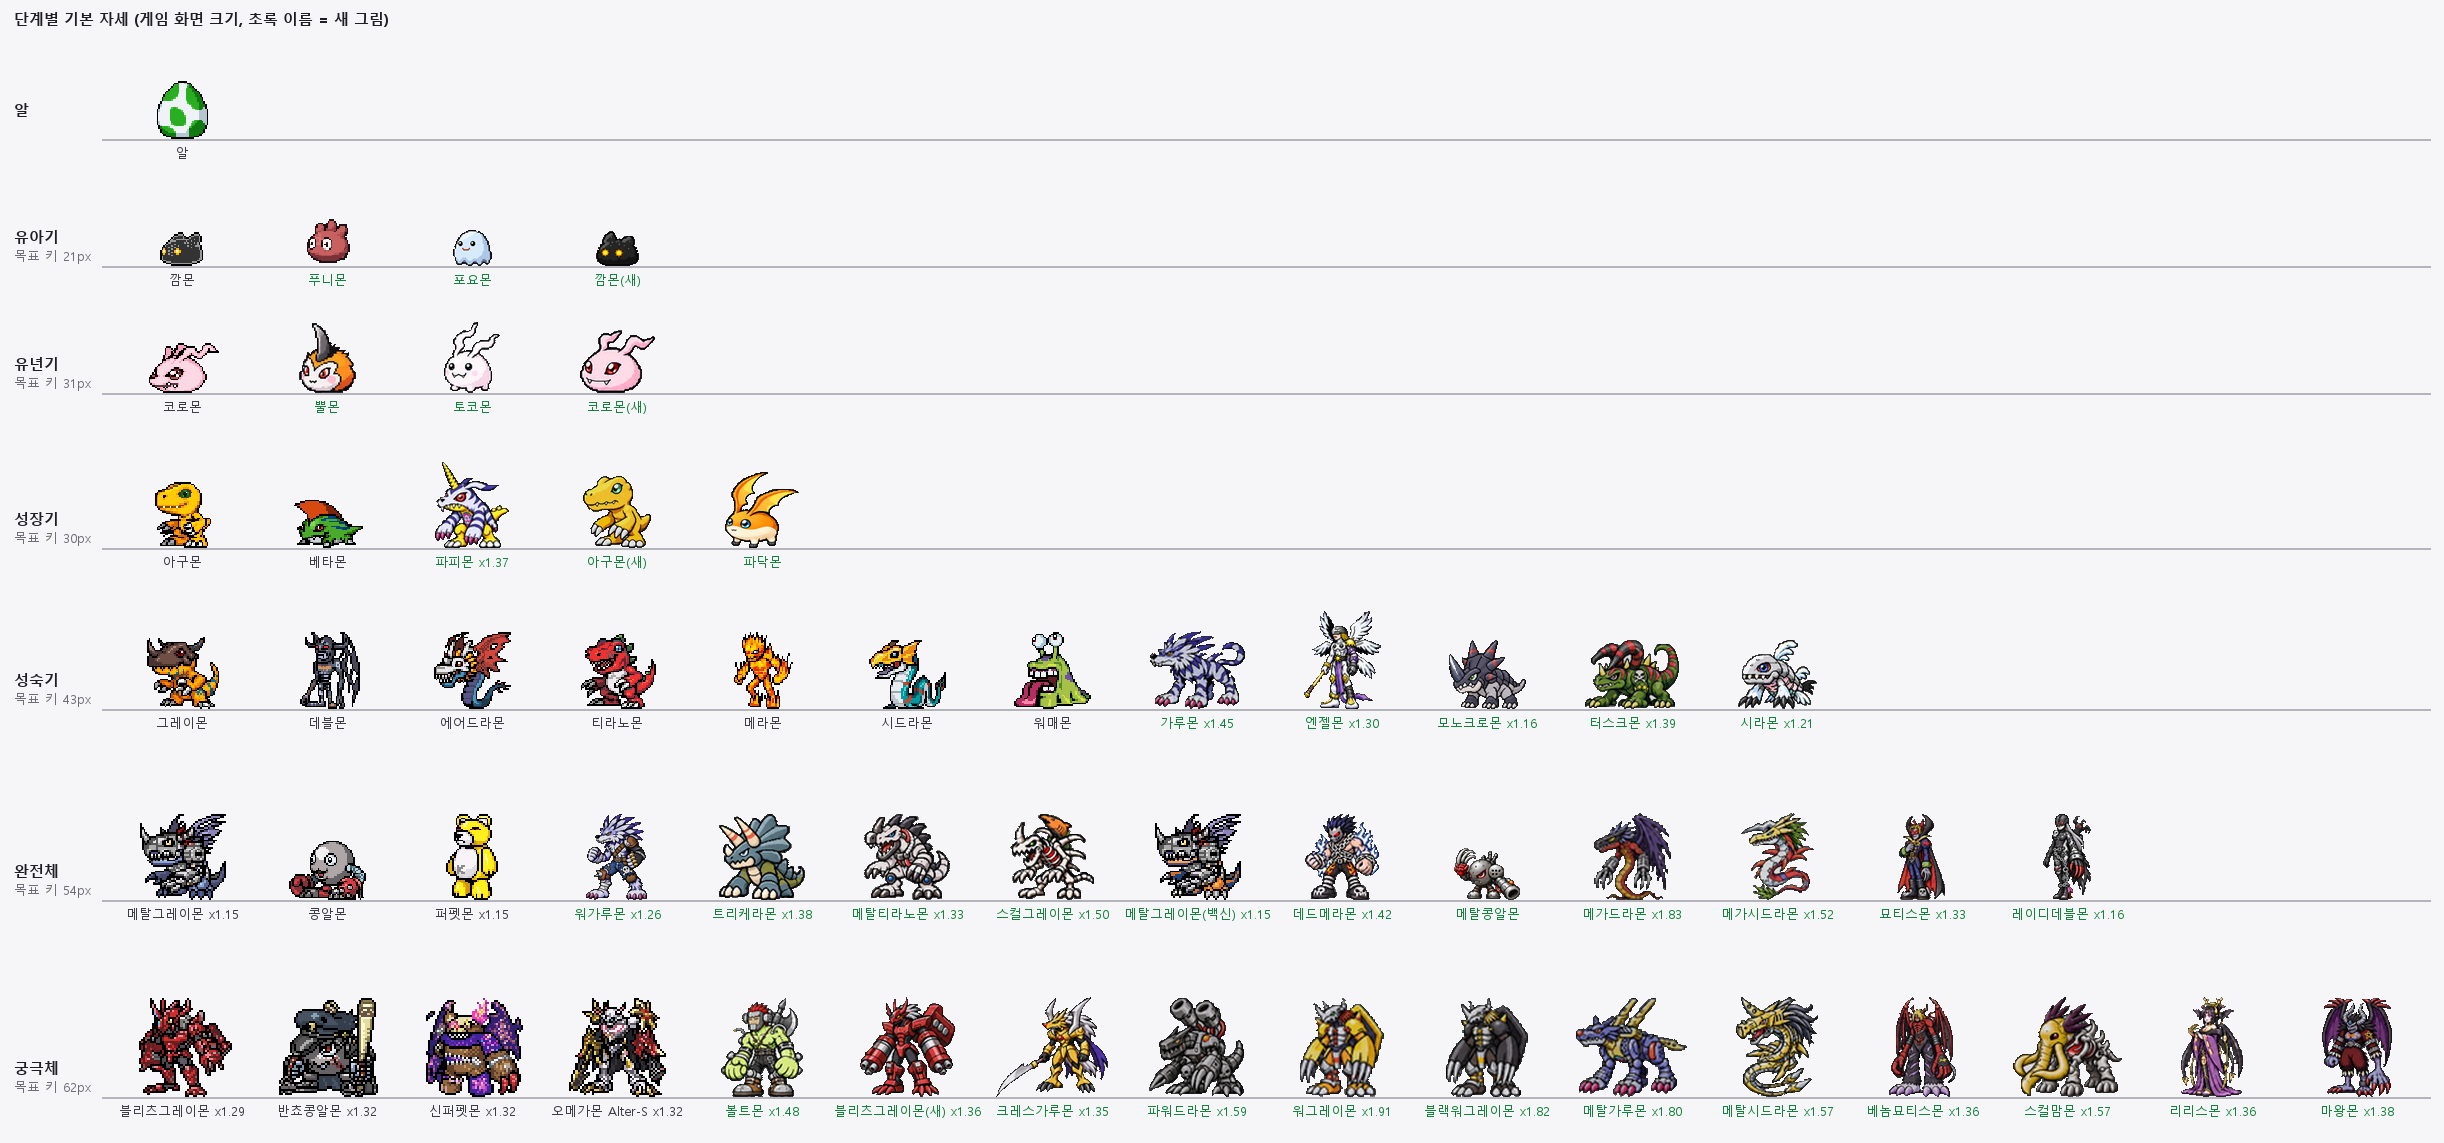 단계별 기본 자세 (게임 화면 크기, 초록 이름 = 새 그림)
알
알
유아기
목표 키 21px
깜몬 푸니몬 포요몬 깜몬(새)
유년기
목표 키 31px
코로몬 뿔몬 토코몬 코로몬(새)
성장기
목표 키 30px
아구몬 베타몬 파피몬 x1.37 아구몬(새) 파닥몬
성숙기
목표 키 43px
그레이몬 데블몬 에어드라몬 티라노몬 메라몬 시드라몬 워매몬 가루몬 x1.45 엔젤몬 x1.30 모노크로몬 x1.16 터스크몬 x1.39 시라몬 x1.21
완전체
목표 키 54px
메탈그레이몬 x1.15 콩알몬 퍼펫몬 x1.15 워가루몬 x1.26 트리케라몬 x1.38 메탈티라노몬 x1.33 스컬그레이몬 x1.50 메탈그레이몬(백신) x1.15 데드메라몬 x1.42 메탈콩알몬 메가드라몬 x1.83 메가시드라몬 x1.52 묘티스몬 x1.33 레이디데블몬 x1.16
궁극체
목표 키 62px
블리츠그레이몬 x1.29 반쵸콩알몬 x1.32 신퍼펫몬 x1.32 오메가몬 Alter-S x1.32 볼트몬 x1.48 블리츠그레이몬(새) x1.36 크레스가루몬 x1.35 파워드라몬 x1.59 워그레이몬 x1.91 블랙워그레이몬 x1.82 메탈가루몬 x1.80 메탈시드라몬 x1.57 베놈묘티스몬 x1.36 스컬맘몬 x1.57 리리스몬 x1.36 마왕몬 x1.38